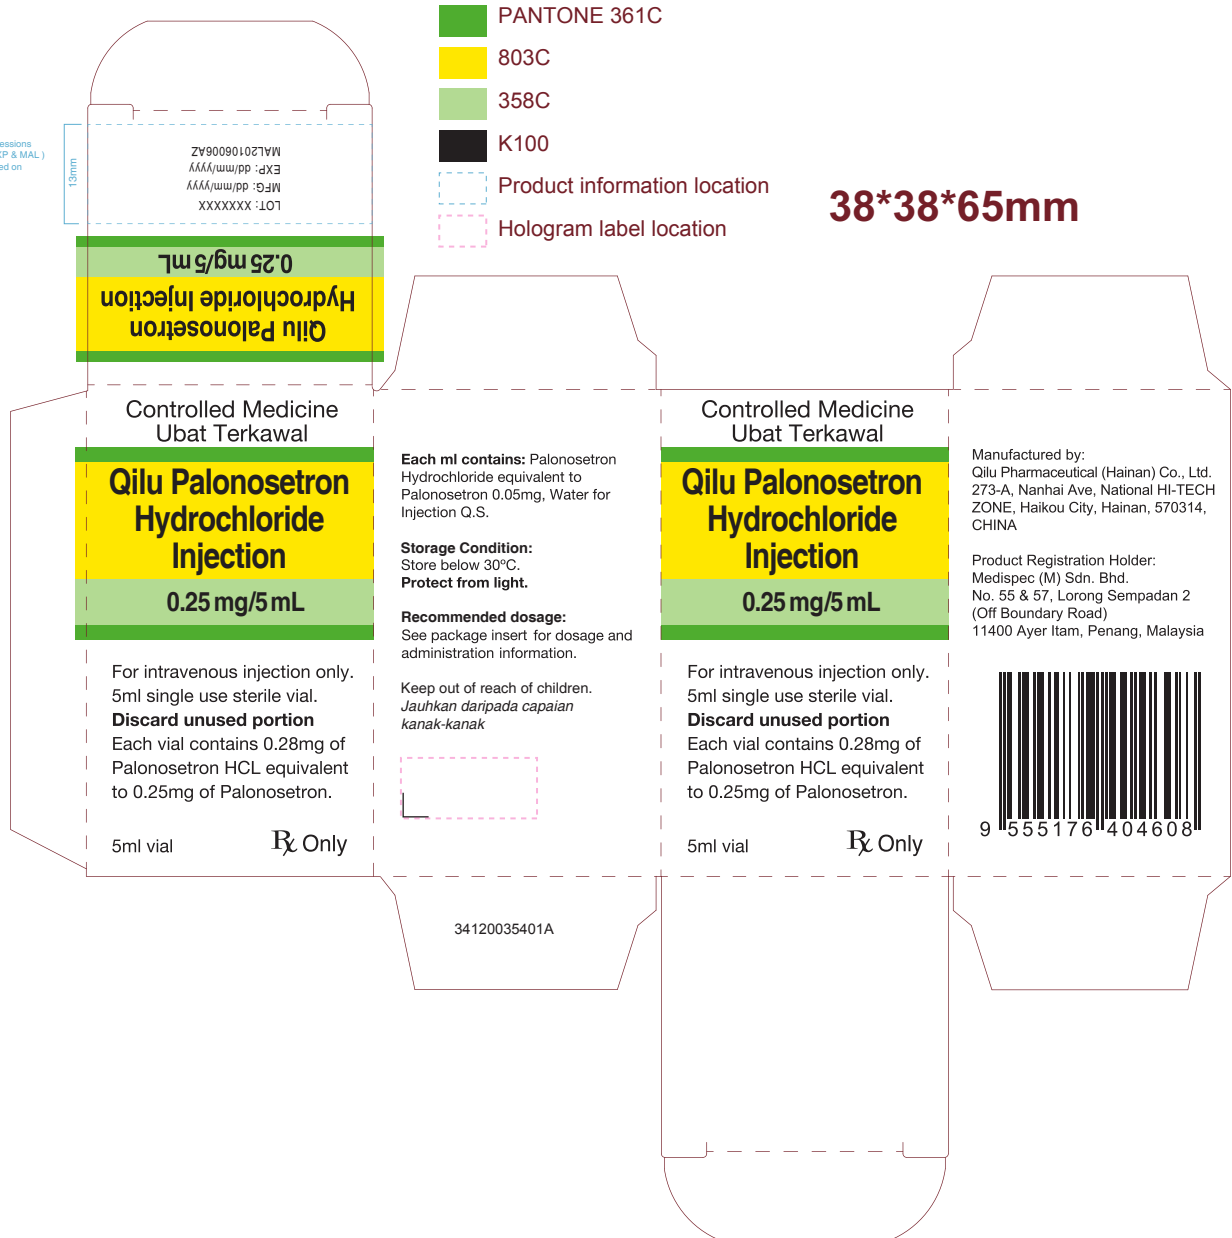 PANTONE 361C
803C
358C
K100
Product information location
Hologram label location
38*38*65mm
essions
XP & MAL )
ed on
13mm
LOT: XXXXXXX
MFG: dd/mm/yyyy
EXP: dd/mm/yyyy
MAL20106006AZ
Qilu Palonosetron
Hydrochloride Injection
0.25 mg/5 mL
Controlled Medicine
Ubat Terkawal
Qilu Palonosetron
Hydrochloride
Injection
0.25 mg/5 mL
For intravenous injection only.
5ml single use sterile vial.
Discard unused portion
Each vial contains 0.28mg of
Palonosetron HCL equivalent
to 0.25mg of Palonosetron.
5ml vial
Rx Only
Each ml contains: Palonosetron
Hydrochloride equivalent to
Palonosetron 0.05mg, Water for
Injection Q.S.
Storage Condition:
Store below 30ºC.
Protect from light.
Recommended dosage:
See package insert for dosage and
administration information.
Keep out of reach of children.
Jauhkan daripada capaian
kanak-kanak
34120035401A
Controlled Medicine
Ubat Terkawal
Qilu Palonosetron
Hydrochloride
Injection
0.25 mg/5 mL
For intravenous injection only.
5ml single use sterile vial.
Discard unused portion
Each vial contains 0.28mg of
Palonosetron HCL equivalent
to 0.25mg of Palonosetron.
5ml vial
Rx Only
Manufactured by:
Qilu Pharmaceutical (Hainan) Co., Ltd.
273-A, Nanhai Ave, National HI-TECH
ZONE, Haikou City, Hainan, 570314,
CHINA
Product Registration Holder:
Medispec (M) Sdn. Bhd.
No. 55 & 57, Lorong Sempadan 2
(Off Boundary Road)
11400 Ayer Itam, Penang, Malaysia
9 555176 404608